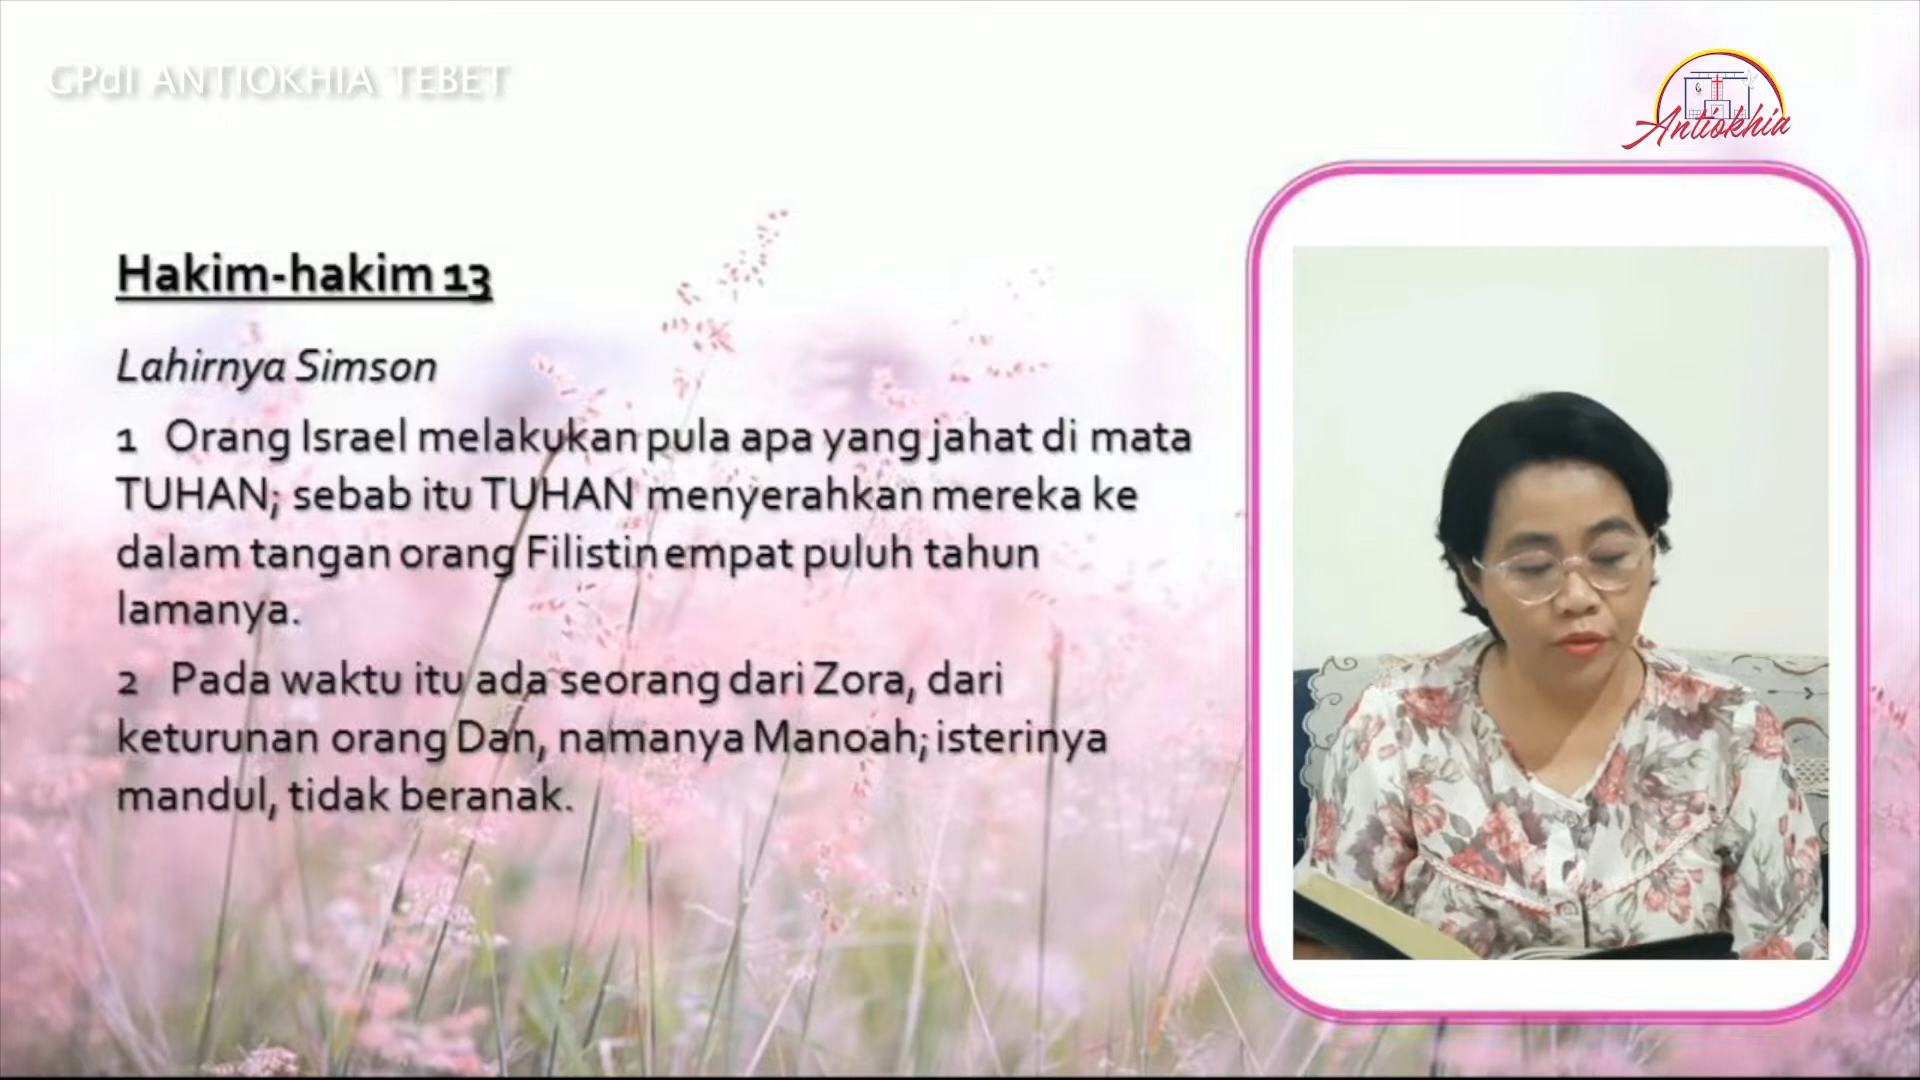 GPdI ANTIOKHIA TEBET
Antiokhia
Hakim-hakim 13
Lahirnya Simson
1 Orang Israel melakukan pula apa yang jahat di mata
TUHAN; sebab itu TUHAN menyerahkan mereka ke
dalam tangan orang Filistin empat puluh tahun
lamanya.
2 Pada waktu itu ada seorang dari Zora, dari
keturunan orang Dan, namanya Manoah; isterinya
mandul, tidak beranak.